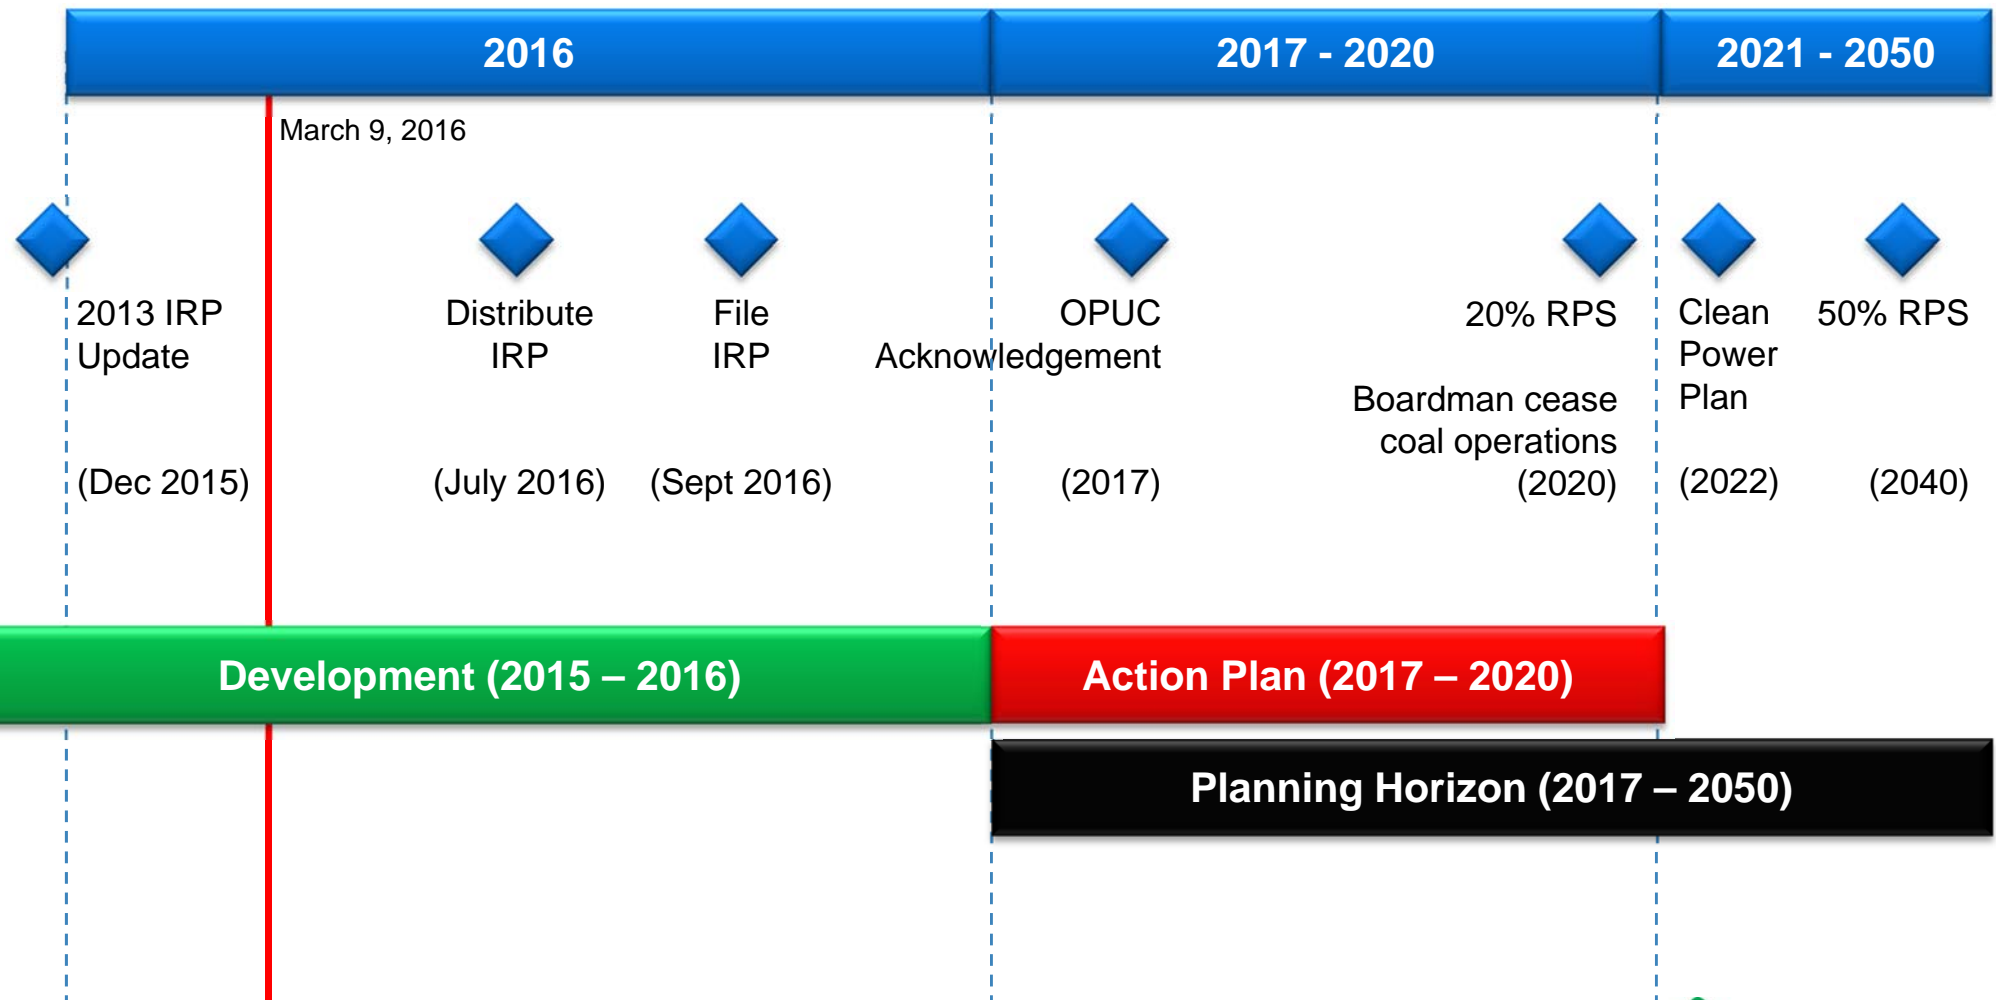 2016
2017 - 2020
2021 - 2050
March 9, 2016
2013 IRP
Update
(Dec 2015)
Distribute
IRP
(July 2016)
File
IRP
(Sept 2016)
OPUC
Acknowledgement
(2017)
20% RPS
Boardman cease
coal operations
(2020)
Clean
Power
Plan
(2022)
50% RPS
(2040)
Development (2015 – 2016)
Action Plan (2017 – 2020)
Planning Horizon (2017 – 2050)